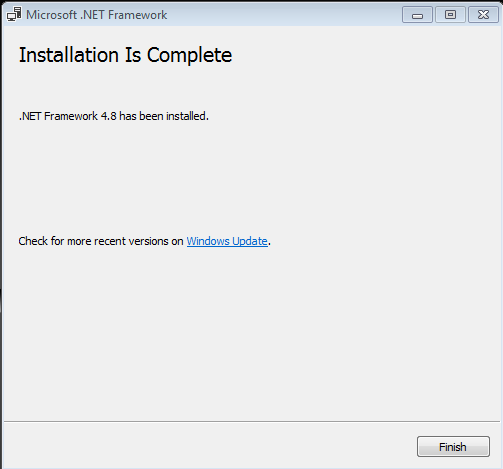 Microsoft .NET Framework
Installation Is Complete
.NET Framework 4.8 has been installed.
Check for more recent versions on Windows Update.
Finish